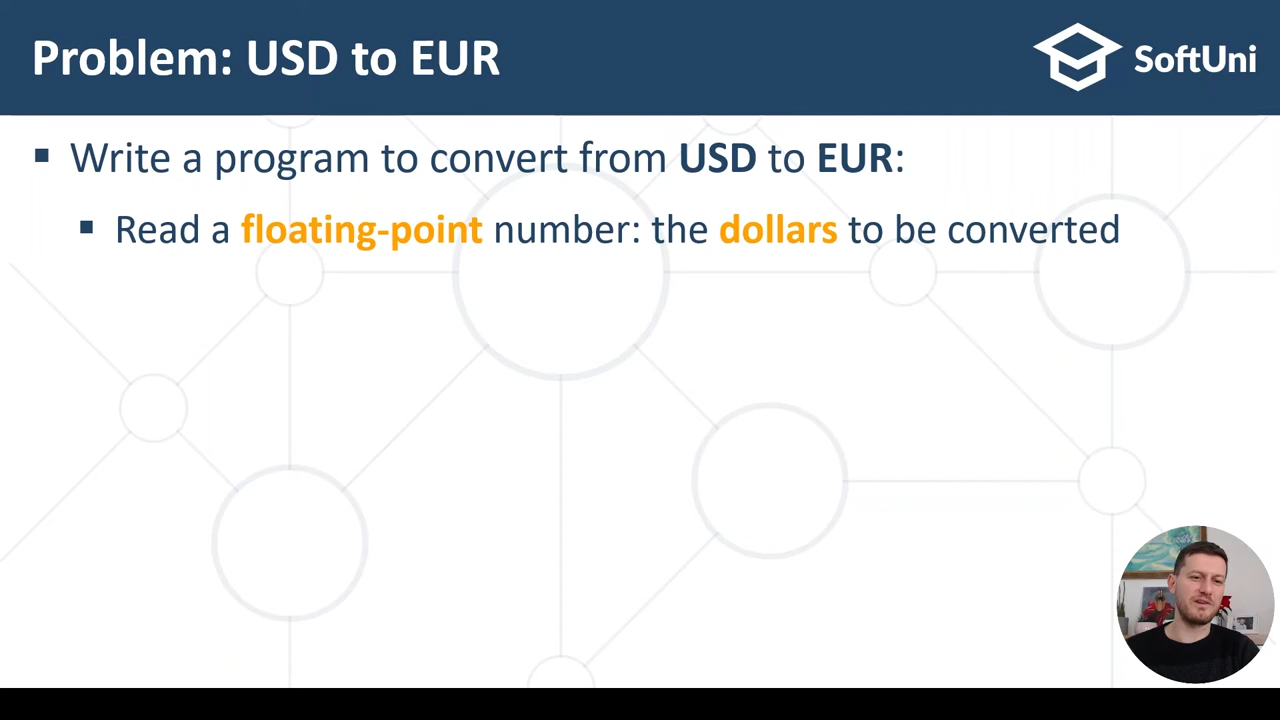 Problem: USD to EUR
SoftUni
▪ Write a program to convert from USD to EUR:
▪ Read a floating-point number: the dollars to be converted